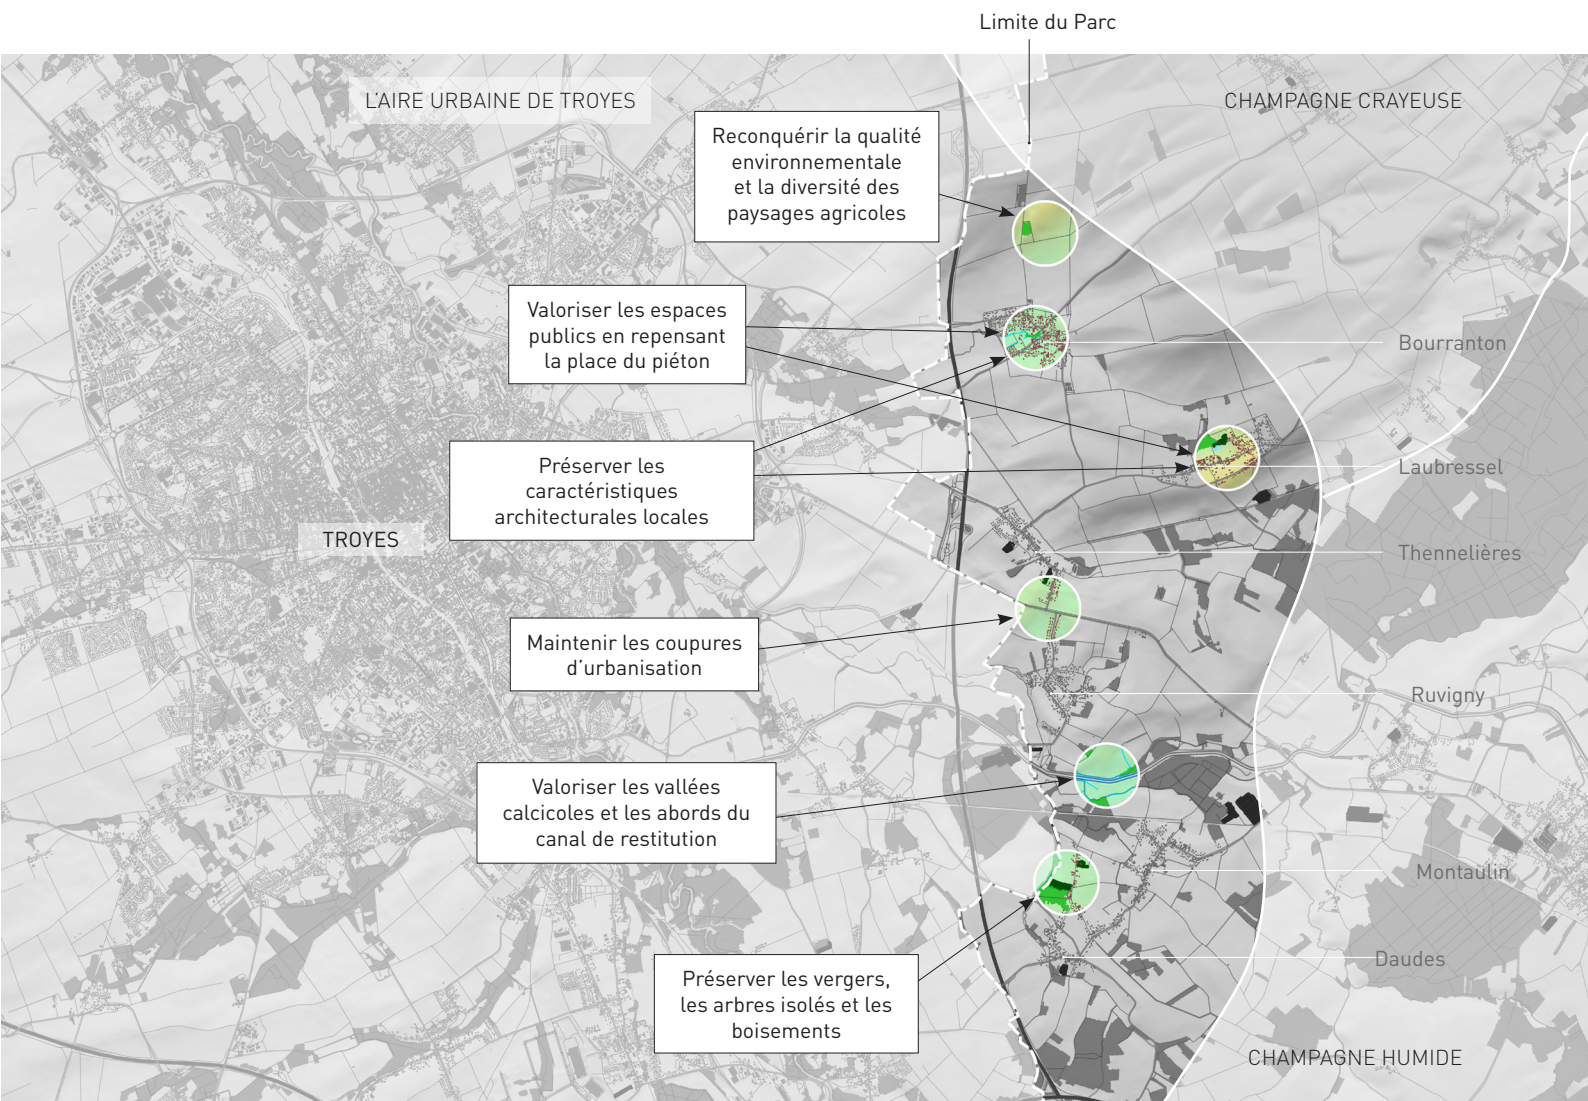 Limite du Parc
L'AIRE URBAINE DE TROYES
CHAMPAGNE CRAYEUSE
Reconquérir la qualité
environnementale
et la diversité des
paysages agricoles
Valoriser les espaces
publics en repensant
la place du piéton
Bourranton
Préserver les
caractéristiques
architecturales locales
Laubressel
TROYES
Thennelières
Maintenir les coupures
d'urbanisation
Ruvigny
Valoriser les vallées
calcicoles et les abords du
canal de restitution
Montaulin
Daudes
Préserver les vergers,
les arbres isolés et les
boisements
CHAMPAGNE HUMIDE